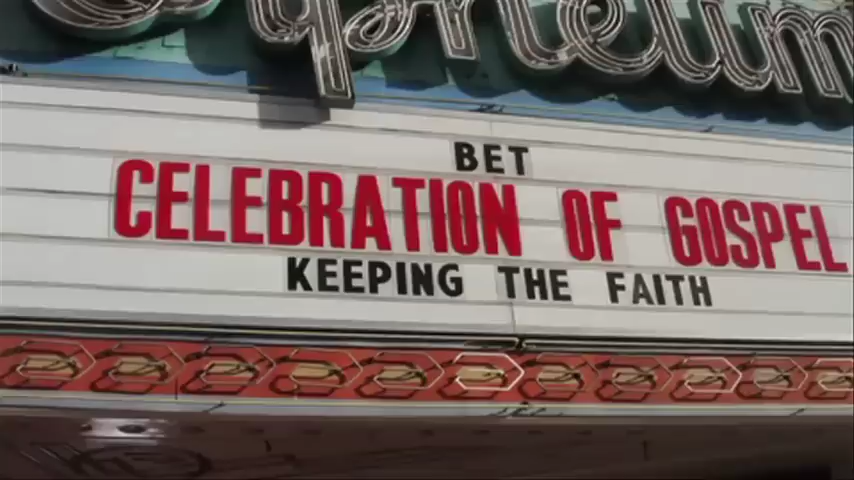 BET
CELEBRATION OF GOSPEL
KEEPING THE FAITH